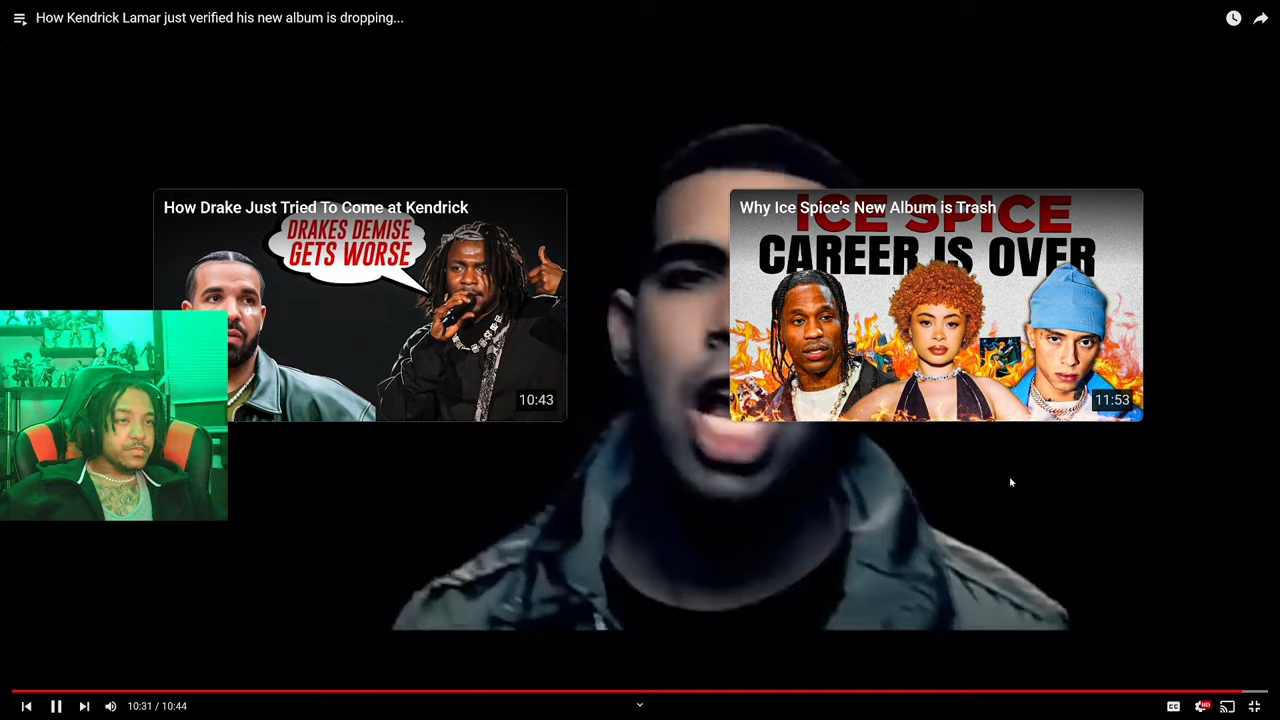 How Kendrick Lamar just verified his new album is dropping...
How Drake Just Tried To Come at Kendrick
DRAKES DEMISE
GETS WORSE
10:43
Why Ice Spice's New Album is Trash
ICE SPICE
CAREER IS OVER
11:53
10:31 / 10:44
CC
HD